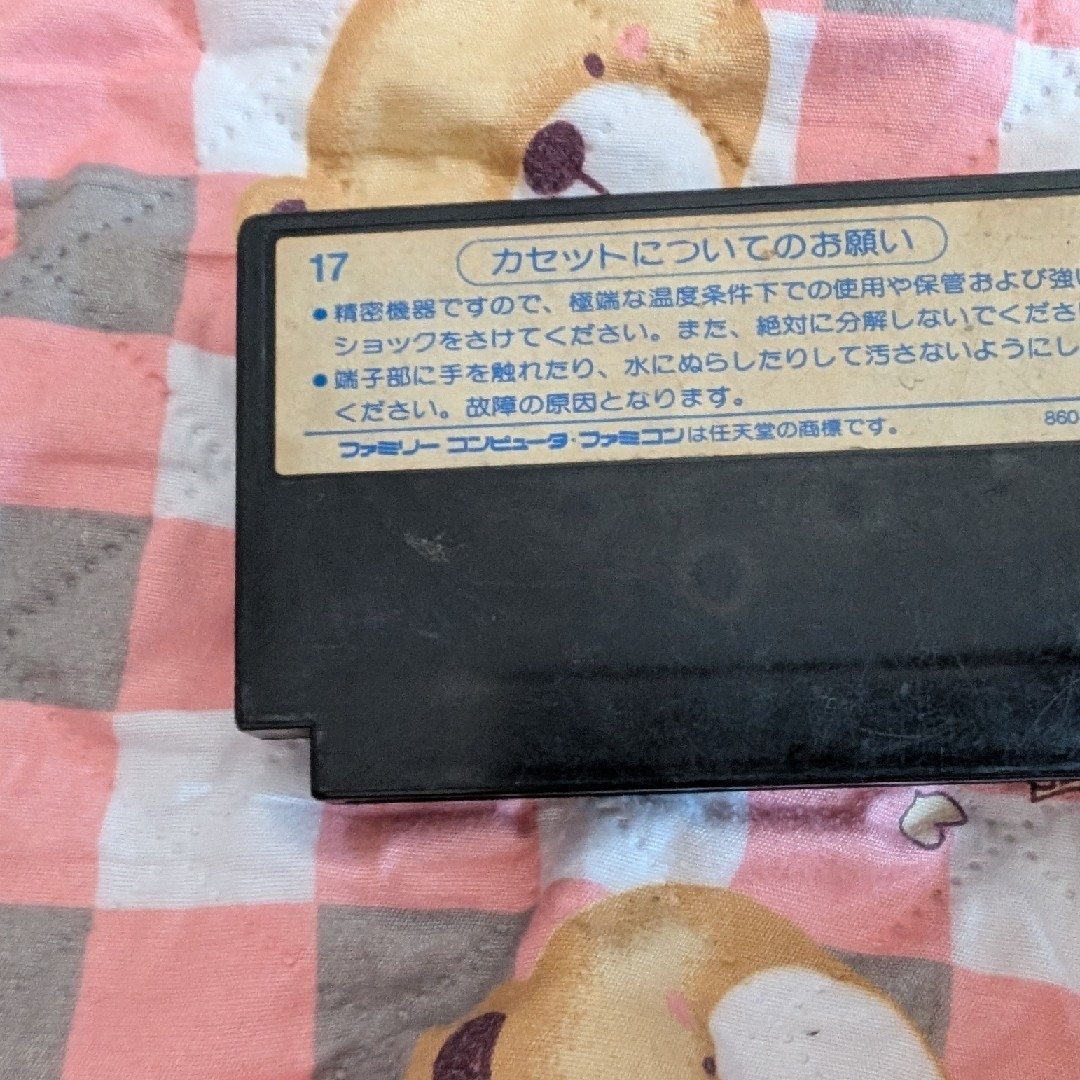 17
カセットについてのお願い
●精密機器ですので、極端な温度条件下での使用や保管および強い
ショックをさけてください。また、絶対に分解しないでくださ
●端子部に手を触れたり、水にぬらしたりして汚さないようにし
ください。故障の原因となります。
ファミリーコンピュータ・ファミコンは任天堂の商標です。
860